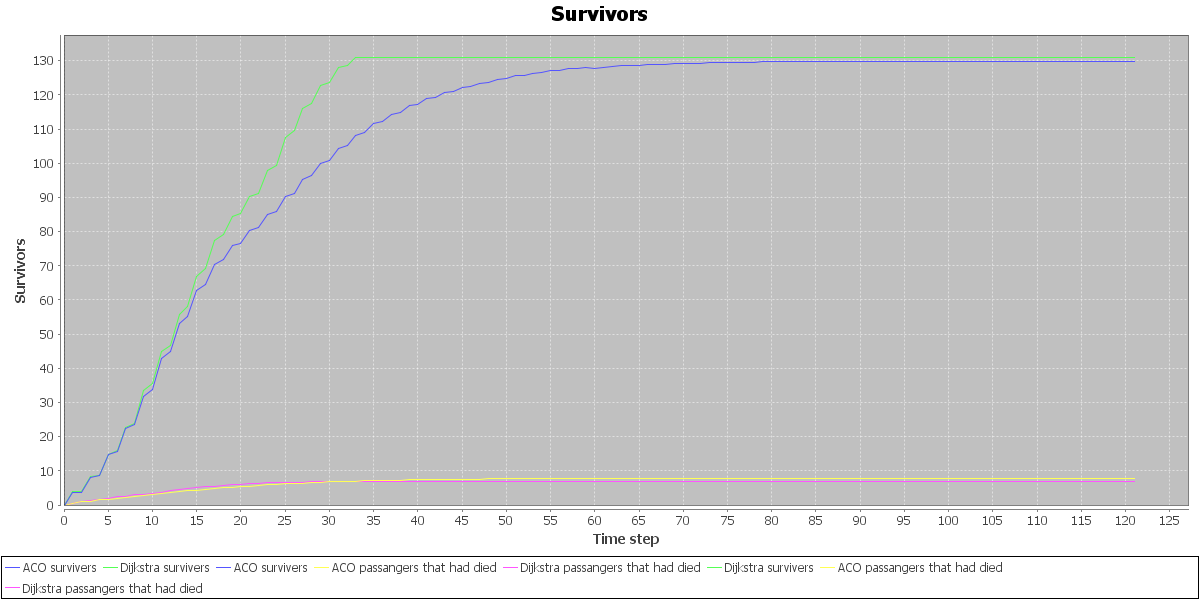 Survivors
130
120
110
100
90
80
70
60
50
40
30
20
10
0
Survivors
0 5 10 15 20 25 30 35 40 45 50 55 60 65 70 75 80 85 90 95 100 105 110 115 120 125
Time step
ACO survivers Dijkstra survivers ACO survivers ACO passangers that had died Dijkstra passangers that had died Dijkstra survivers ACO passangers that had died
Dijkstra passangers that had died